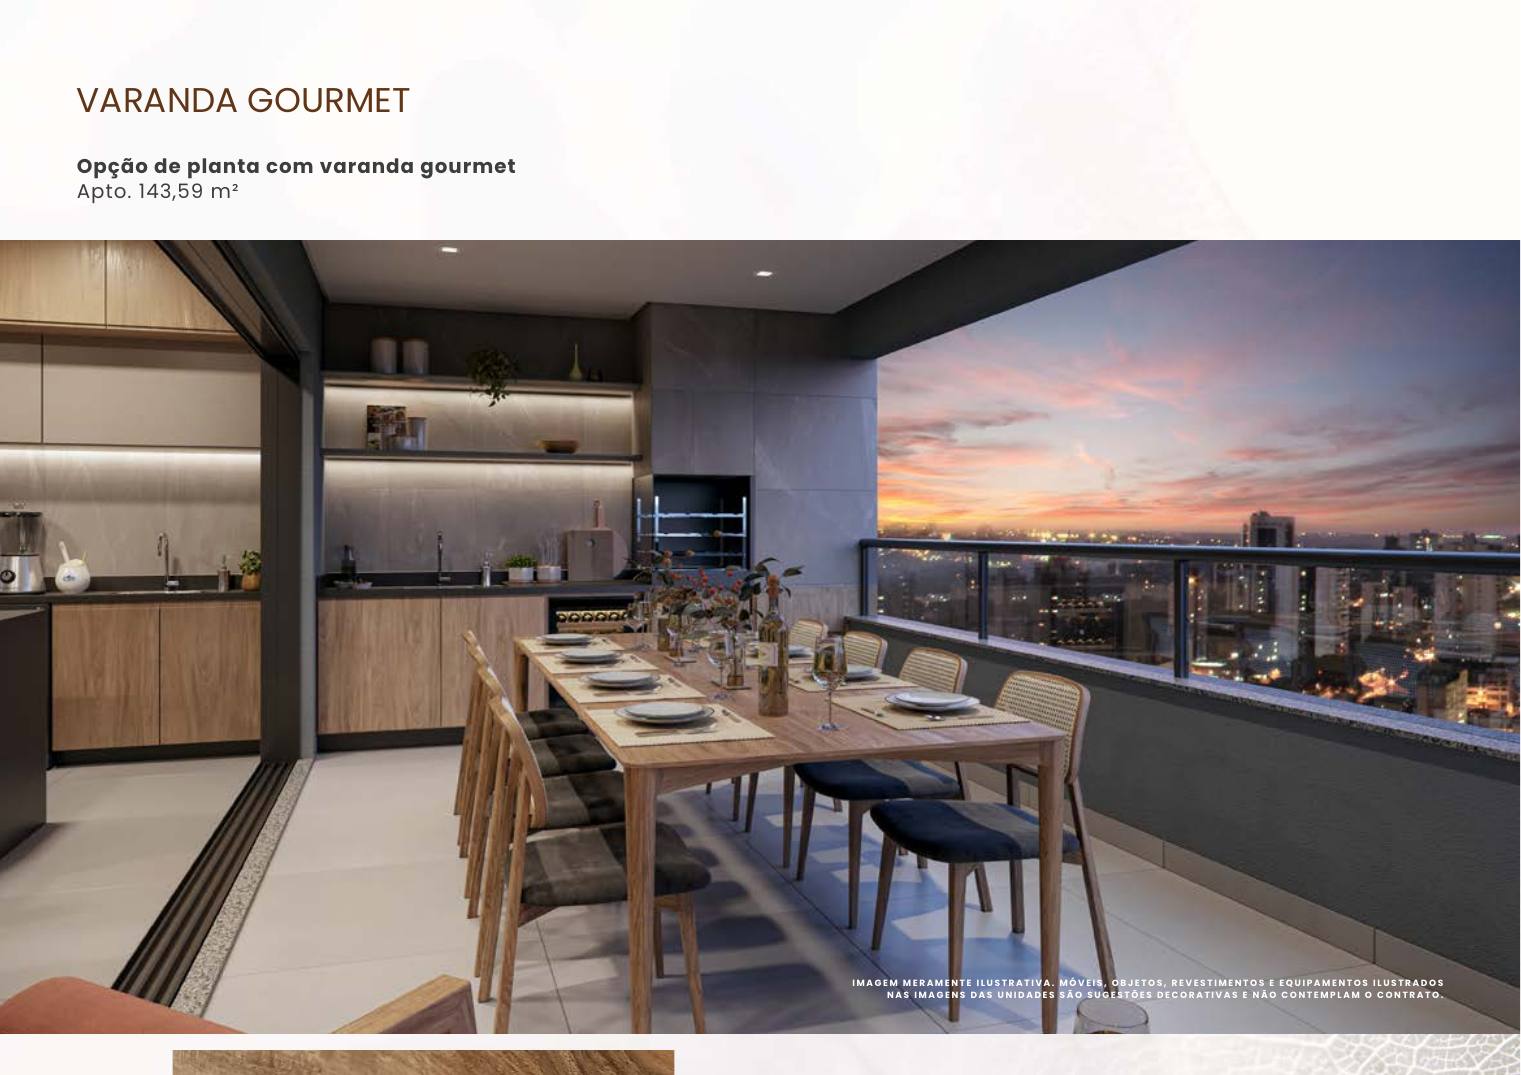 VARANDA GOURMET
Opção de planta com varanda gourmet
Apto. 143,59 m²
IMAGEM MERAMENTE ILUSTRATIVA. MÓVEIS, OBJETOS, REVESTIMENTOS E EQUIPAMENTOS ILUSTRADOS
NAS IMAGENS DAS UNIDADES SÃO SUGESTÕES DECORATIVAS E NÃO CONTEMPLAM O CONTRATO.